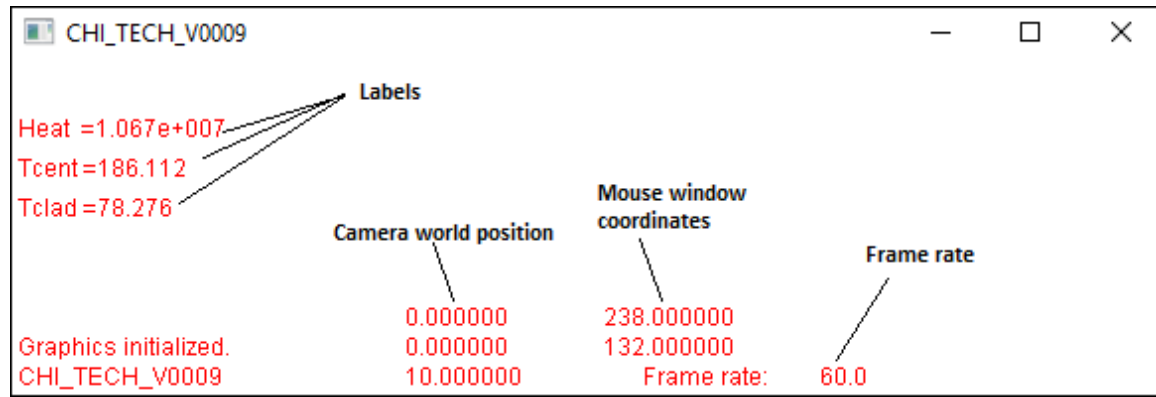 CHI_TECH_V0009
Labels
Heat =1.067e+007
Tcent =186.112
Tclad =78.276
Mouse window
coordinates
Camera world position
Frame rate
0.000000 238.000000
Graphics initialized. 0.000000 132.000000
CHI_TECH_V0009 10.000000 Frame rate: 60.0